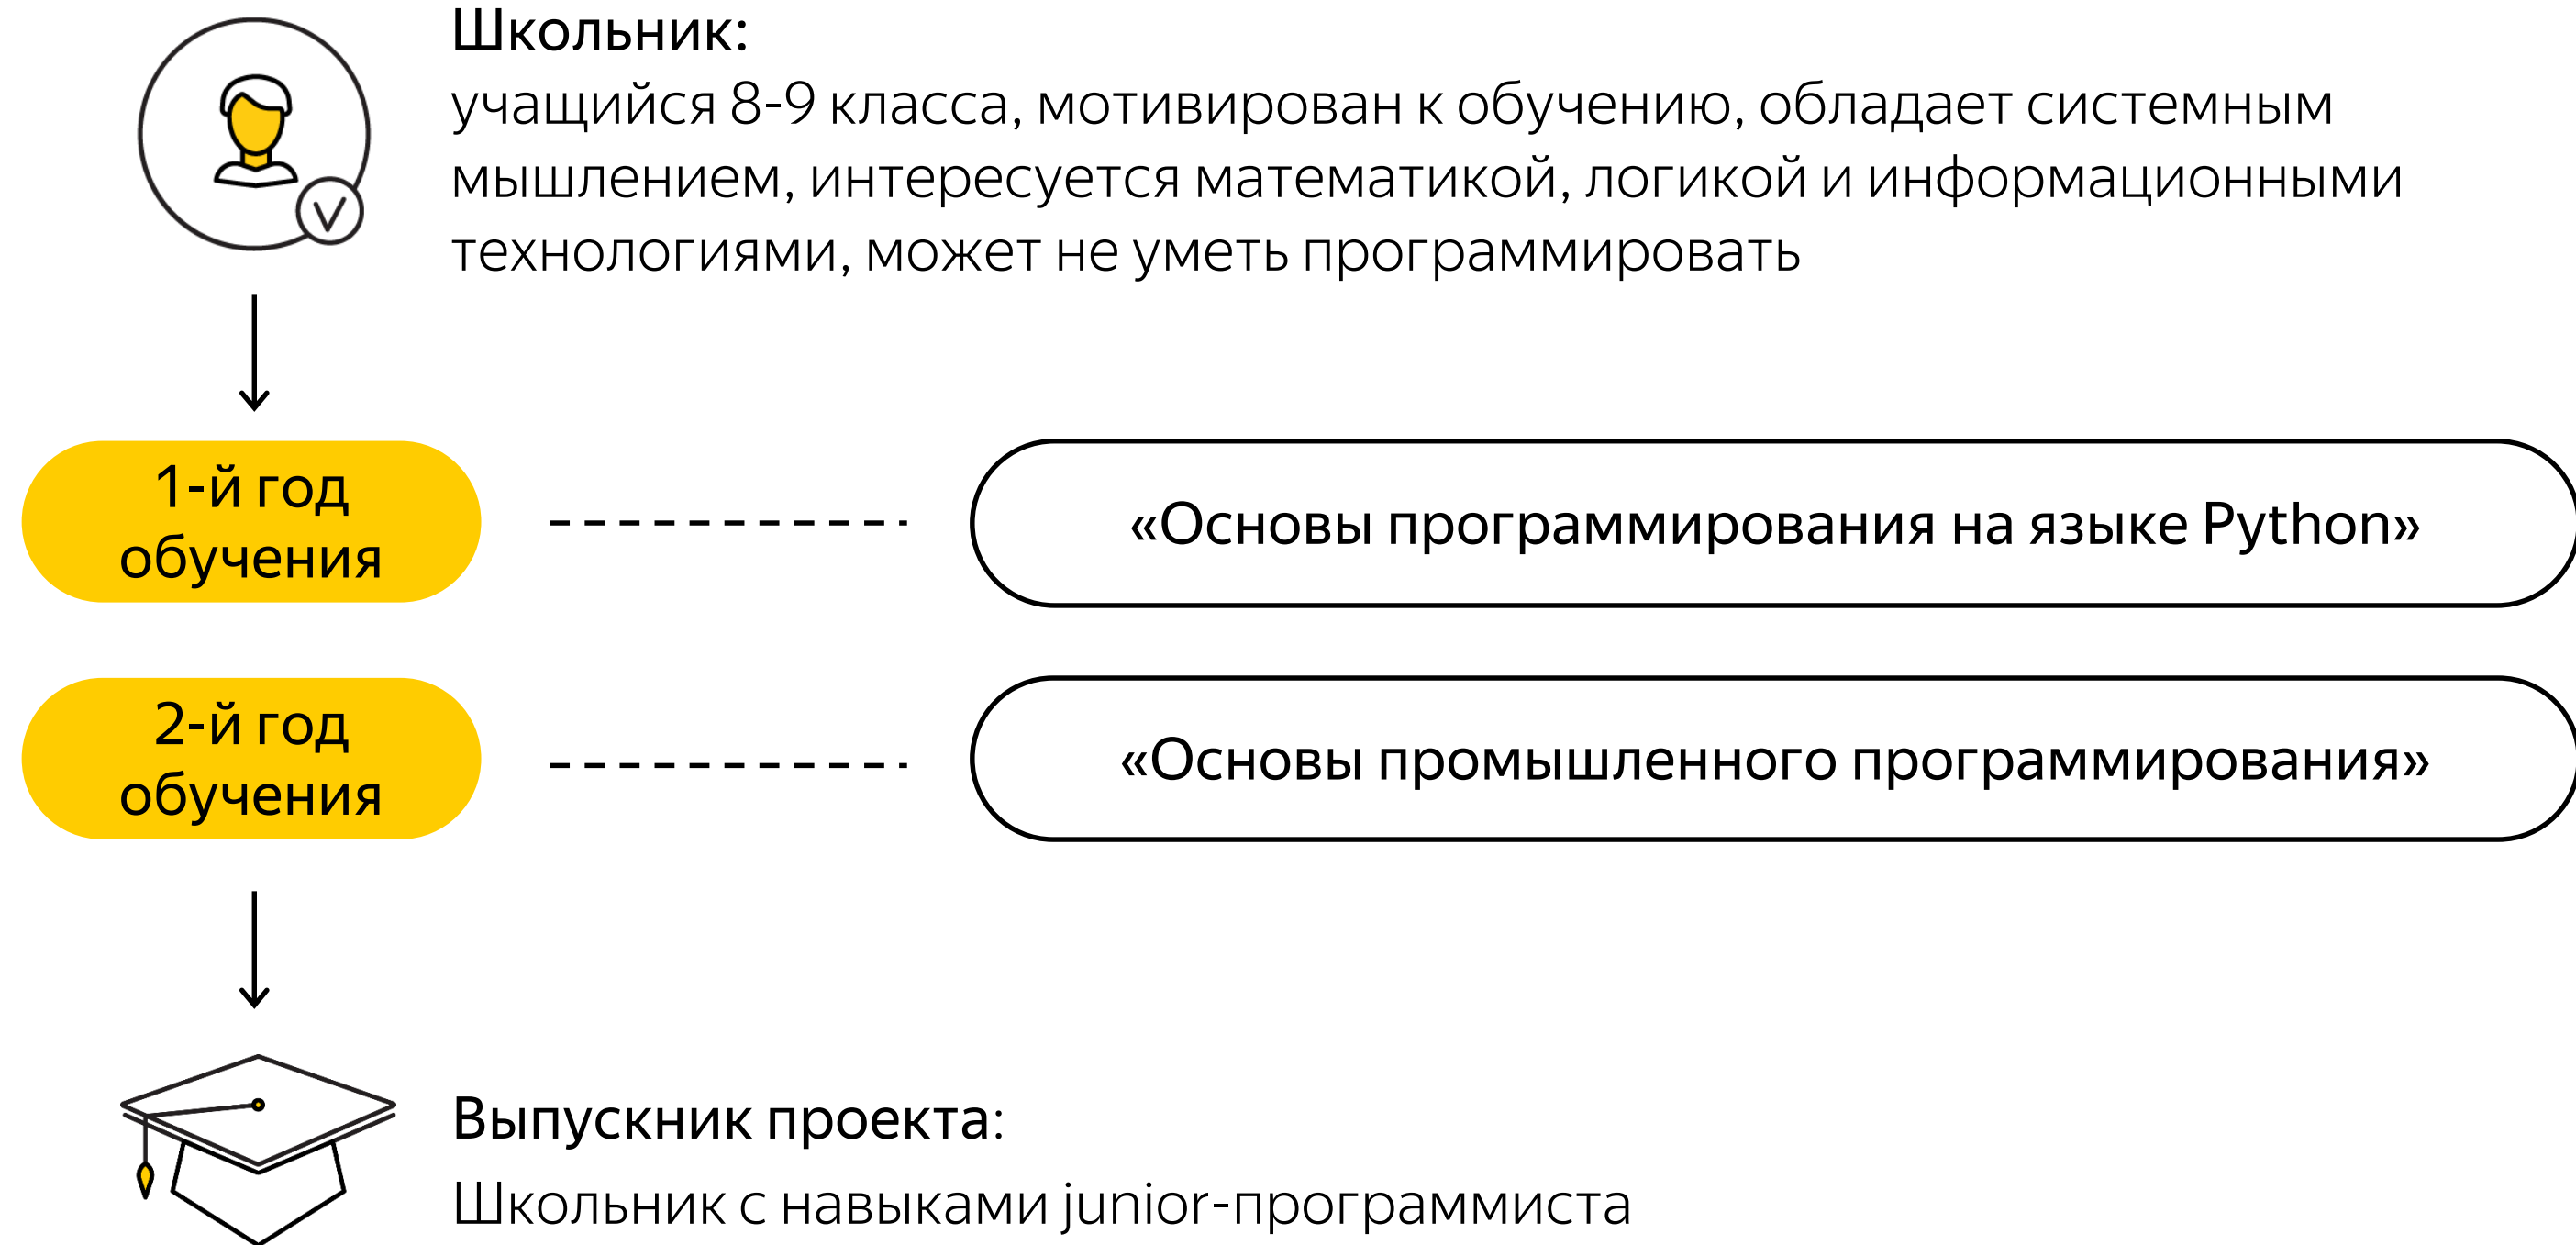 Школьник:
учащийся 8-9 класса, мотивирован к обучению, обладает системным
мышлением, интересуется математикой, логикой и информационными
технологиями, может не уметь программировать
1-й год
обучения
«Основы программирования на языке Python»
2-й год
обучения
«Основы промышленного программирования»
Выпускник проекта:
Школьник с навыками junior-программиста